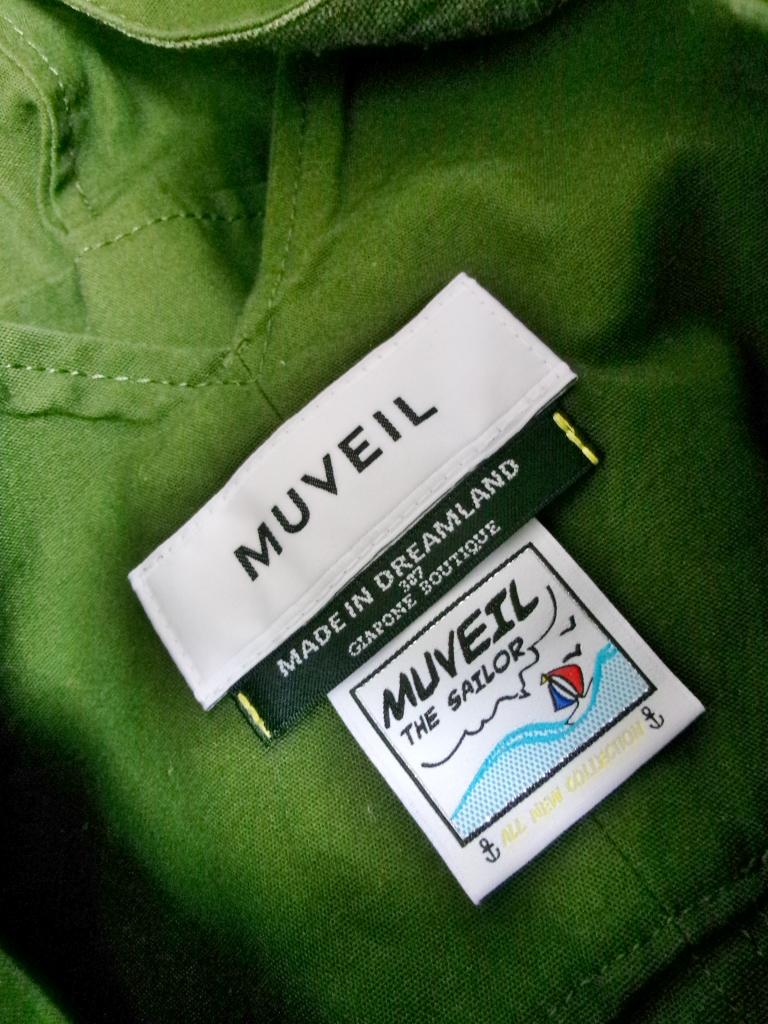 MUVEIL
MADE IN DREAMLAND
387
GIAPONE BOUTIQUE
MUVEIL
THE SAILOR
ALL NEW COLLECTION